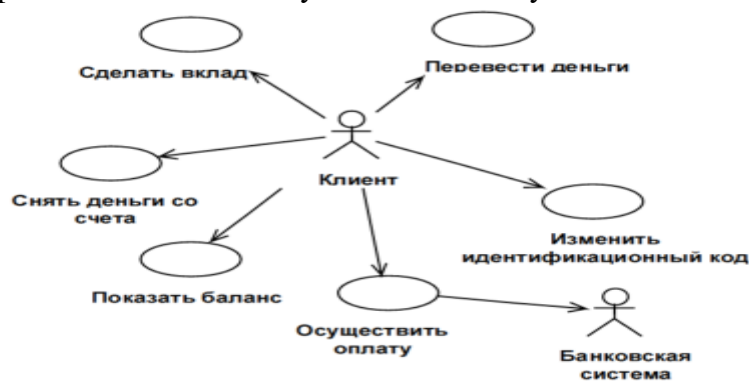 Сделать вклад
Перевести деньги
Клиент
Снять деньги со
счета
Изменить
идентификационный код
Показать баланс
Осуществить
оплату
Банковская
система